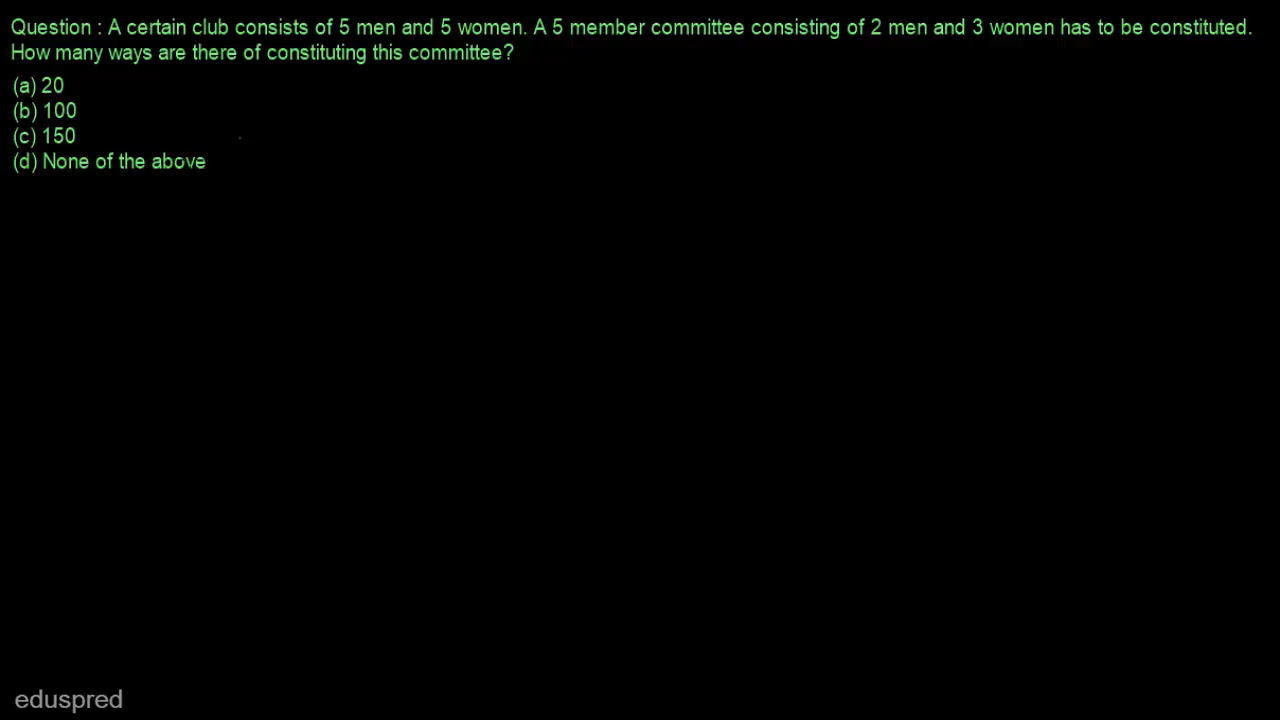 Question : A certain club consists of 5 men and 5 women. A 5 member committee consisting of 2 men and 3 women has to be constituted.
How many ways are there of constituting this committee?
(a) 20
(b) 100
(c) 150
(d) None of the above
eduspred